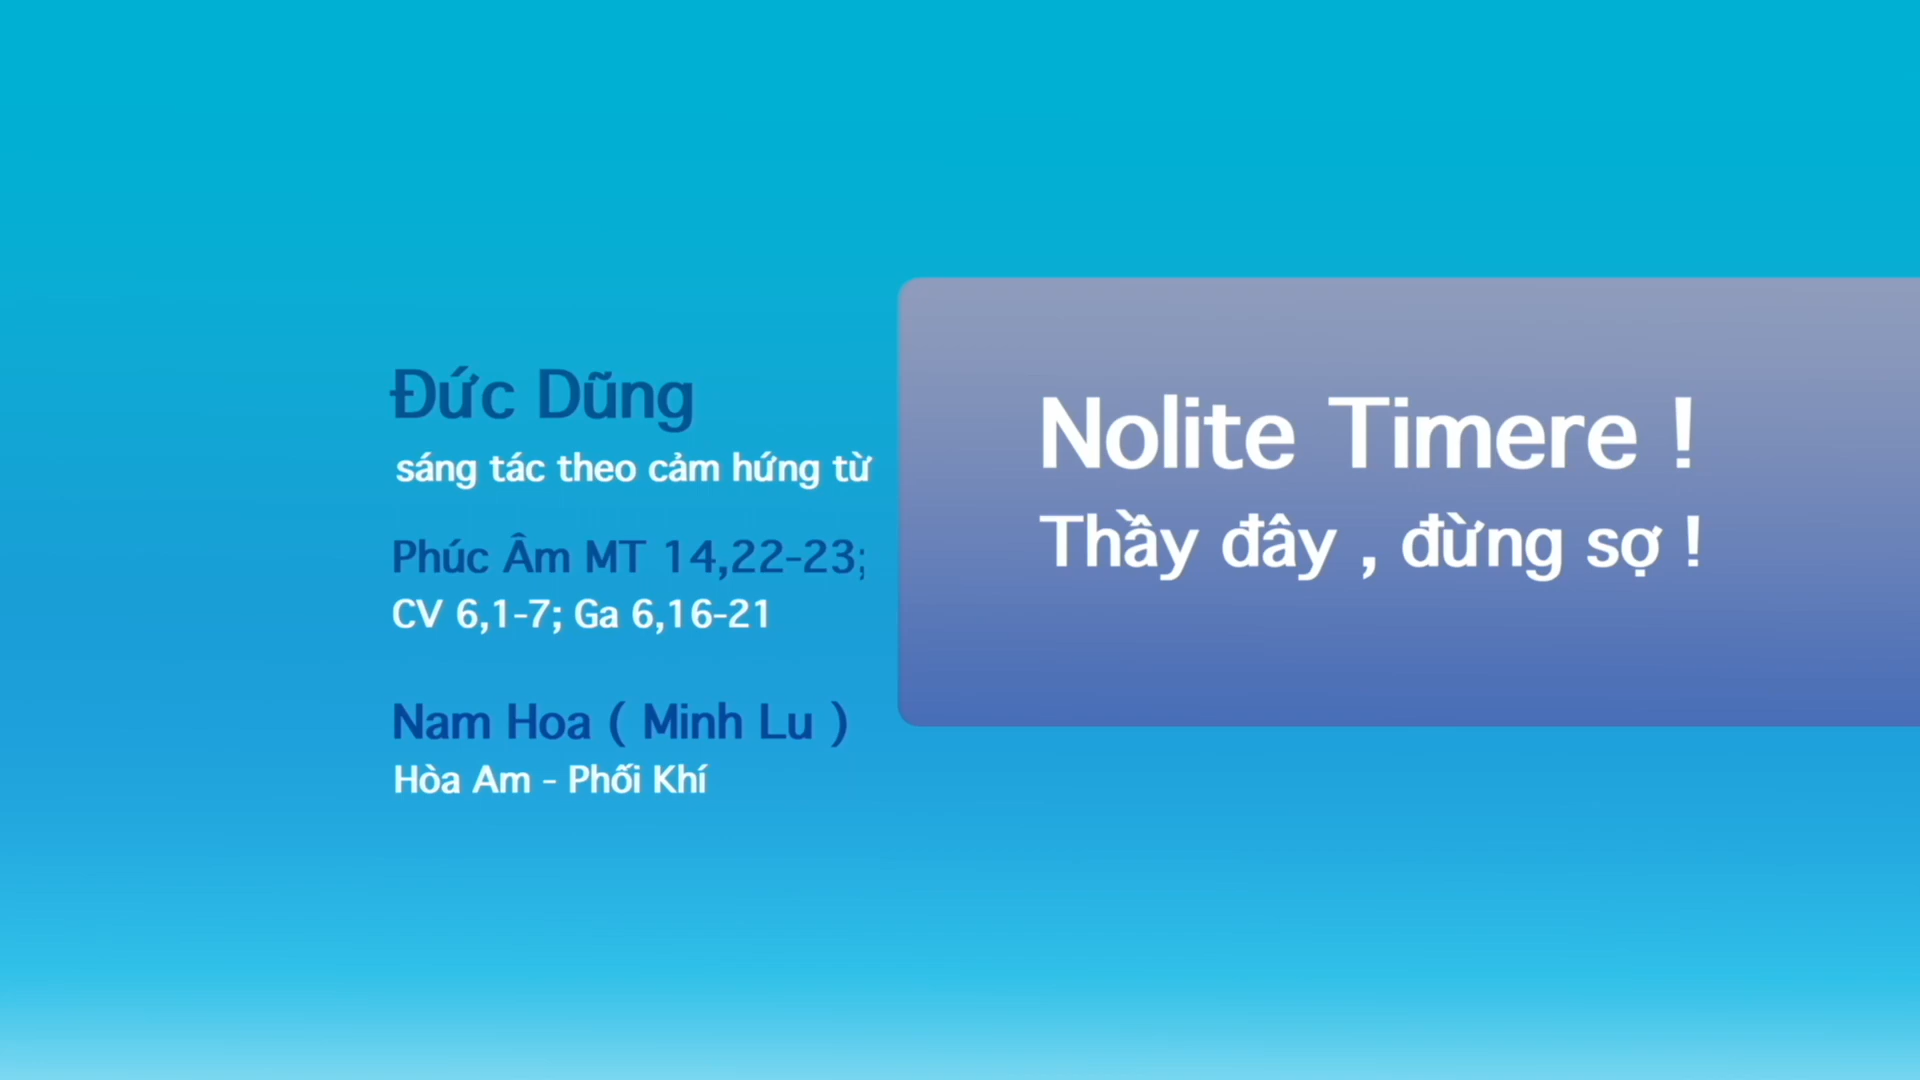 Đức Dũng
sáng tác theo cảm hứng từ
Phúc Âm MT 14,22-23;
CV 6,1-7; Ga 6,16-21
Nam Hoa ( Minh Lu )
Hòa Am - Phối Khí
Nolite Timere !
Thầy đây , đừng sợ !